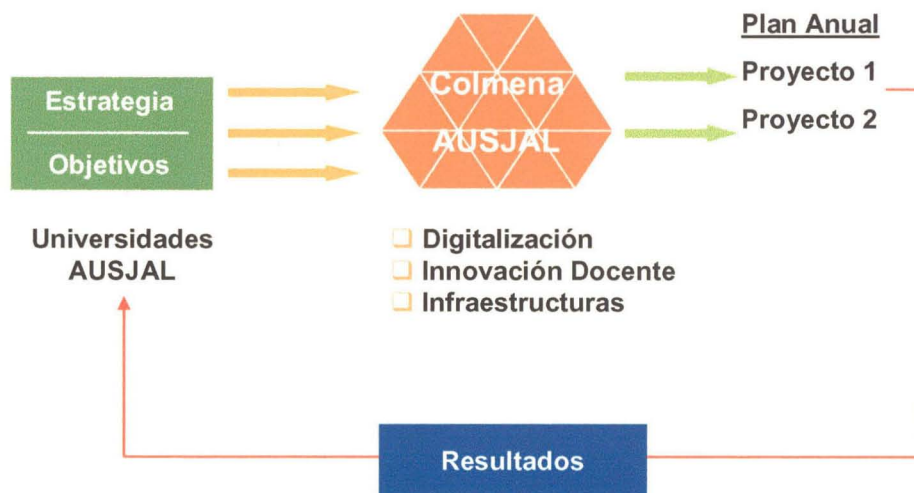 Plan Anual
Proyecto 1
Proyecto 2
Estrategia
Objetivos
Universidades
AUSJAL
Colmena
AUSJAL
Digitalización
Innovación Docente
Infraestructuras
Resultados